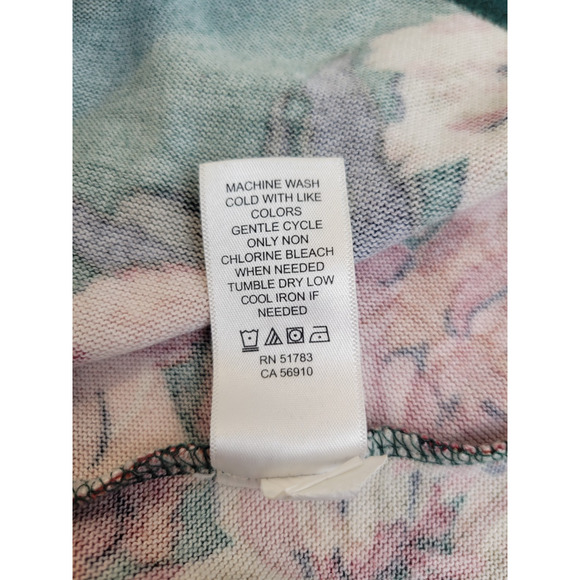 MACHINE WASH
COLD WITH LIKE
COLORS
GENTLE CYCLE
ONLY NON
CHLORINE BLEACH
WHEN NEEDED
TUMBLE DRY LOW
COOL IRON IF
NEEDED
RN 51783
CA 56910